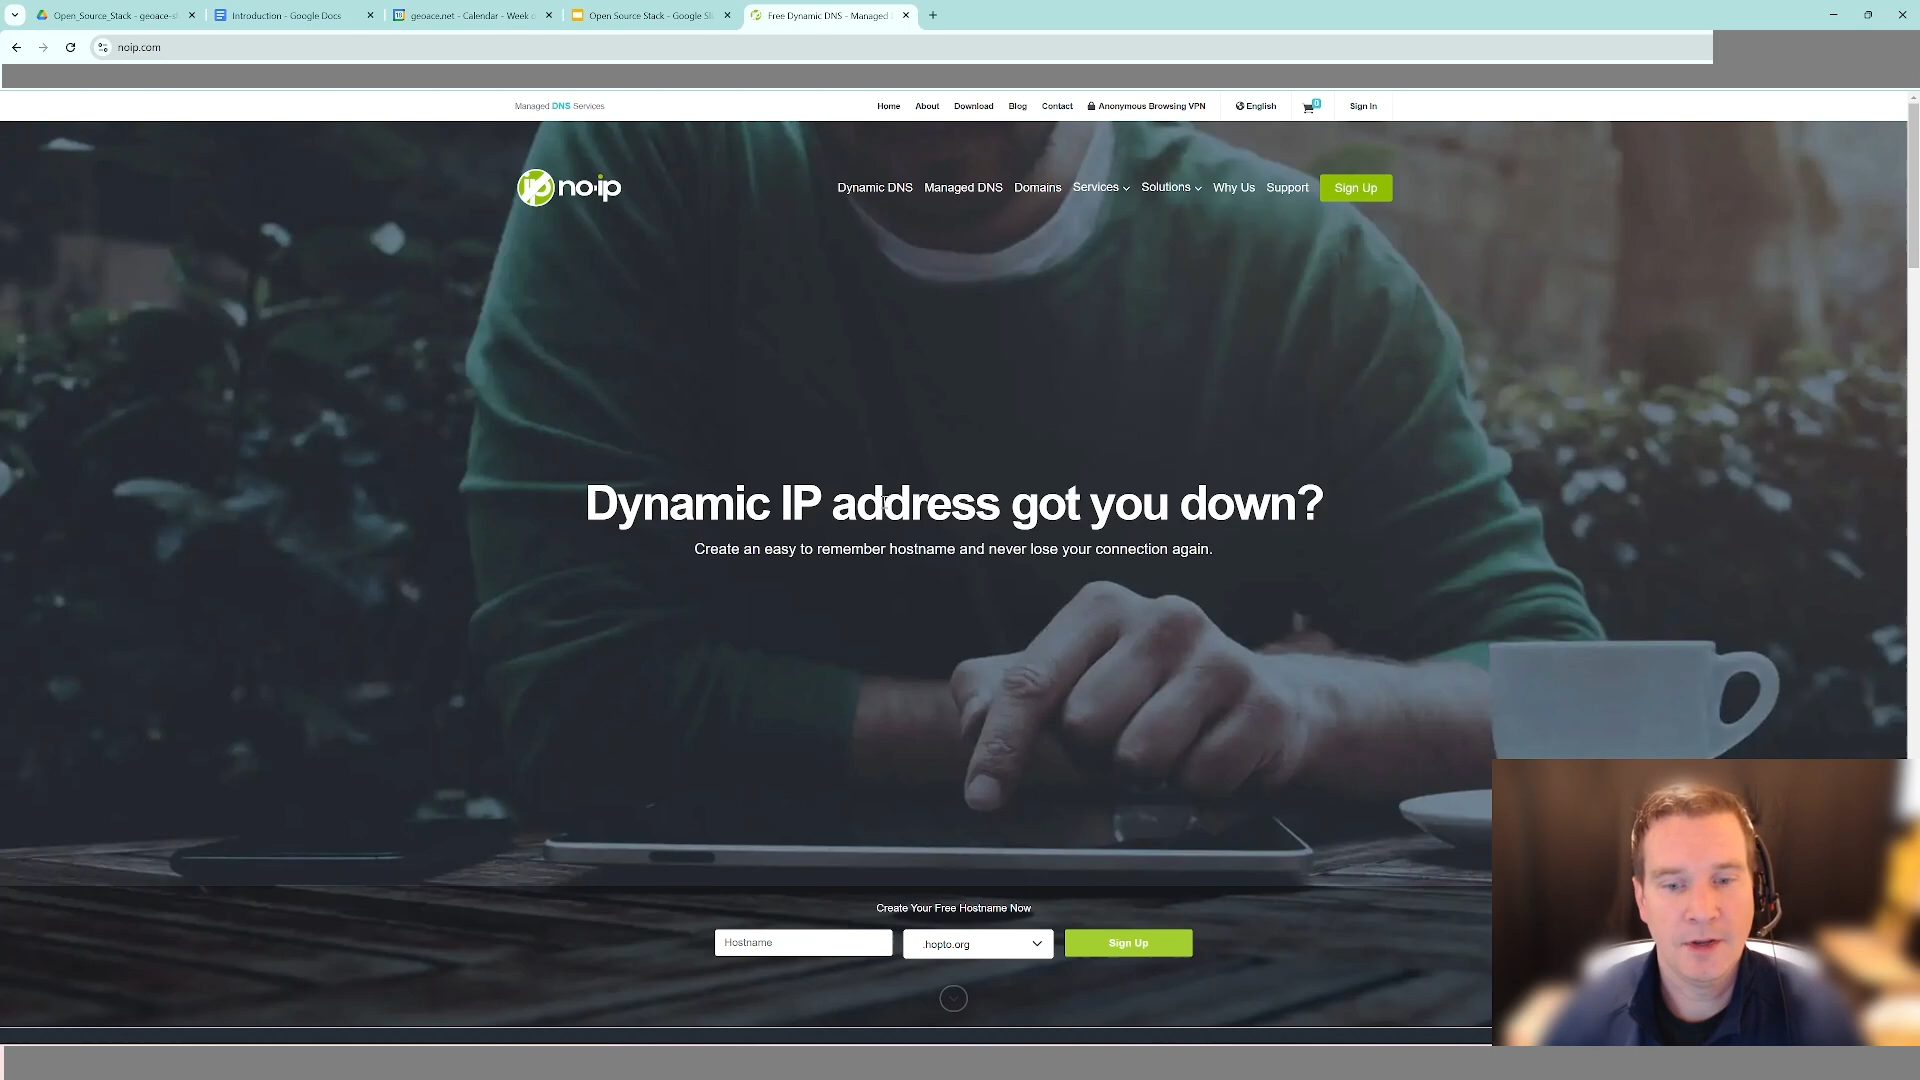 Open_Source_Stack - geoace-s
Introduction - Google Docs
geoace.net - Calendar - Week o
Open Source Stack - Google Sl
Free Dynamic DNS - Managed
noip.com
Managed DNS Services
Home
About
Download
Blog
Contact
Anonymous Browsing VPN
English
0
Sign In
no-ip
Dynamic DNS
Managed DNS
Domains
Services
Solutions
Why Us
Support
Sign Up
Dynamic IP address got you down?
Create an easy to remember hostname and never lose your connection again.
Create Your Free Hostname Now
Hostname
.hopto.org
Sign Up